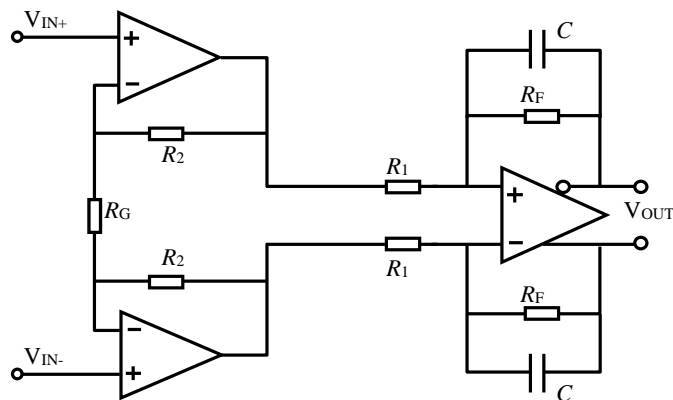 V_IN+
C
R_F
R_2
R_1
R_G
V_OUT
R_2
R_1
R_F
V_IN-
C